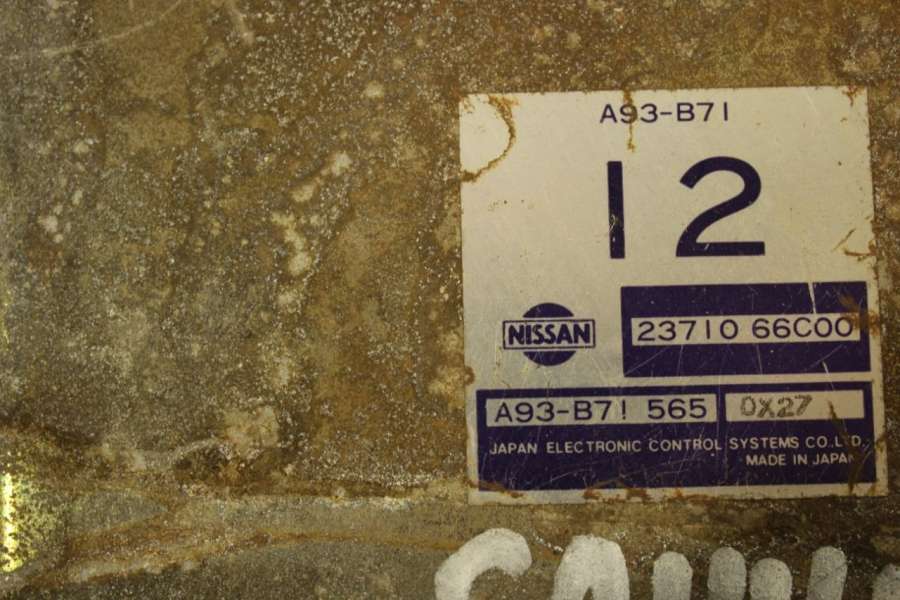 A93-B71
12
NISSAN
23710 66C00
A93-B71 565 0X27
JAPAN ELECTRONIC CONTROL SYSTEMS CO.LTD.
MADE IN JAPAN